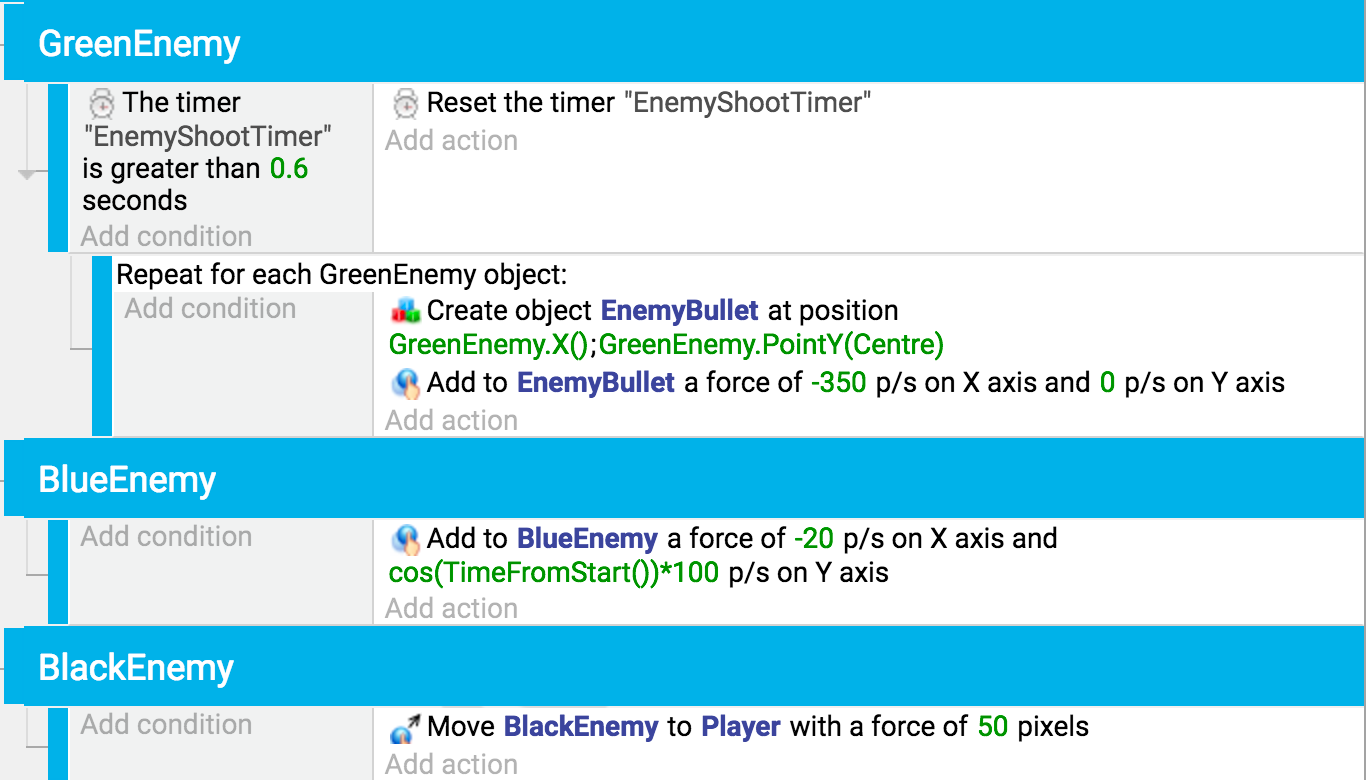 GreenEnemy
The timer
"EnemyShootTimer"
is greater than 0.6
seconds
Add condition
Reset the timer "EnemyShootTimer"
Add action
Repeat for each GreenEnemy object:
Add condition
Create object EnemyBullet at position
GreenEnemy.X();GreenEnemy.PointY(Centre)
Add to EnemyBullet a force of -350 p/s on X axis and 0 p/s on Y axis
Add action
BlueEnemy
Add condition
Add to BlueEnemy a force of -20 p/s on X axis and
cos(TimeFromStart())*100 p/s on Y axis
Add action
BlackEnemy
Add condition
Move BlackEnemy to Player with a force of 50 pixels
Add action